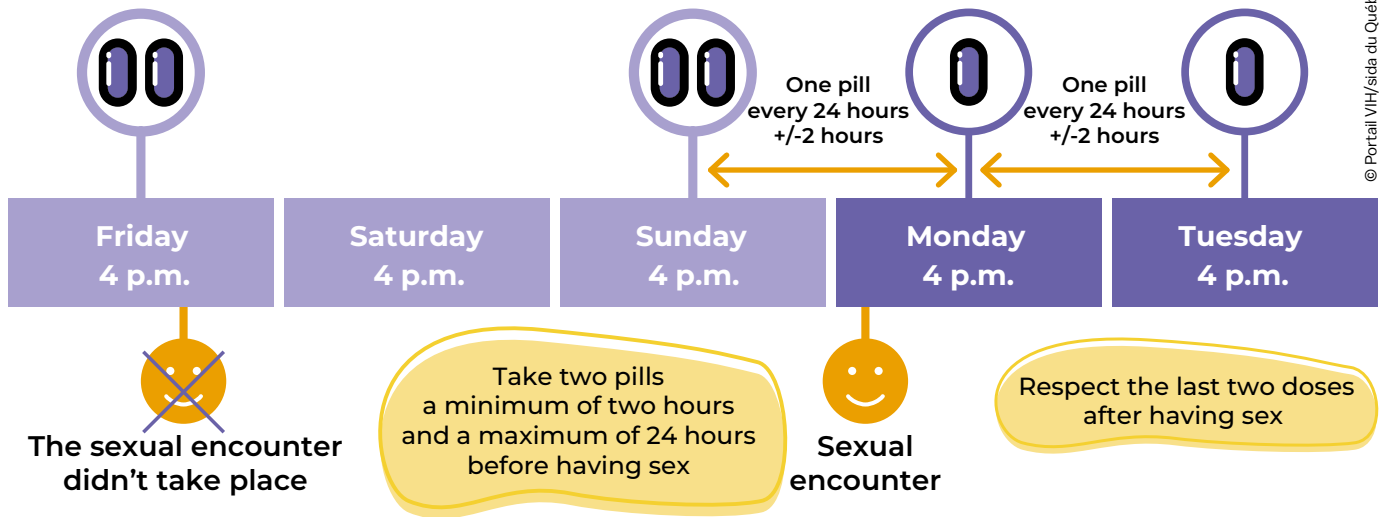 One pill
every 24 hours
+/-2 hours
One pill
every 24 hours
+/-2 hours
Friday
4 p.m.
Saturday
4 p.m.
Sunday
4 p.m.
Monday
4 p.m.
Tuesday
4 p.m.
The sexual encounter
didn’t take place
Take two pills
a minimum of two hours
and a maximum of 24 hours
before having sex
Sexual
encounter
Respect the last two doses
after having sex
© Portail VIH/sida du